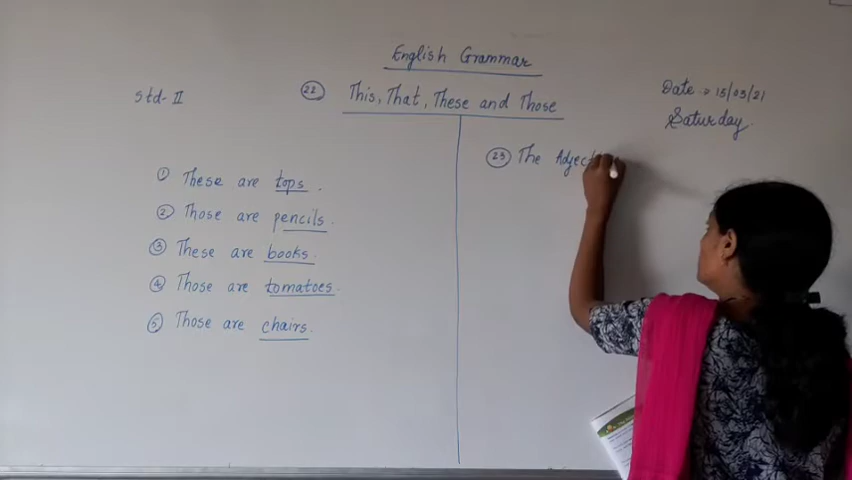 English Grammar
Std- II
22 This, That, These and Those
Date → 15/03/21
Saturday.
1 These are tops.
2 Those are pencils.
3 These are books.
4 Those are tomatoes.
5 Those are chairs.
23 The Adject